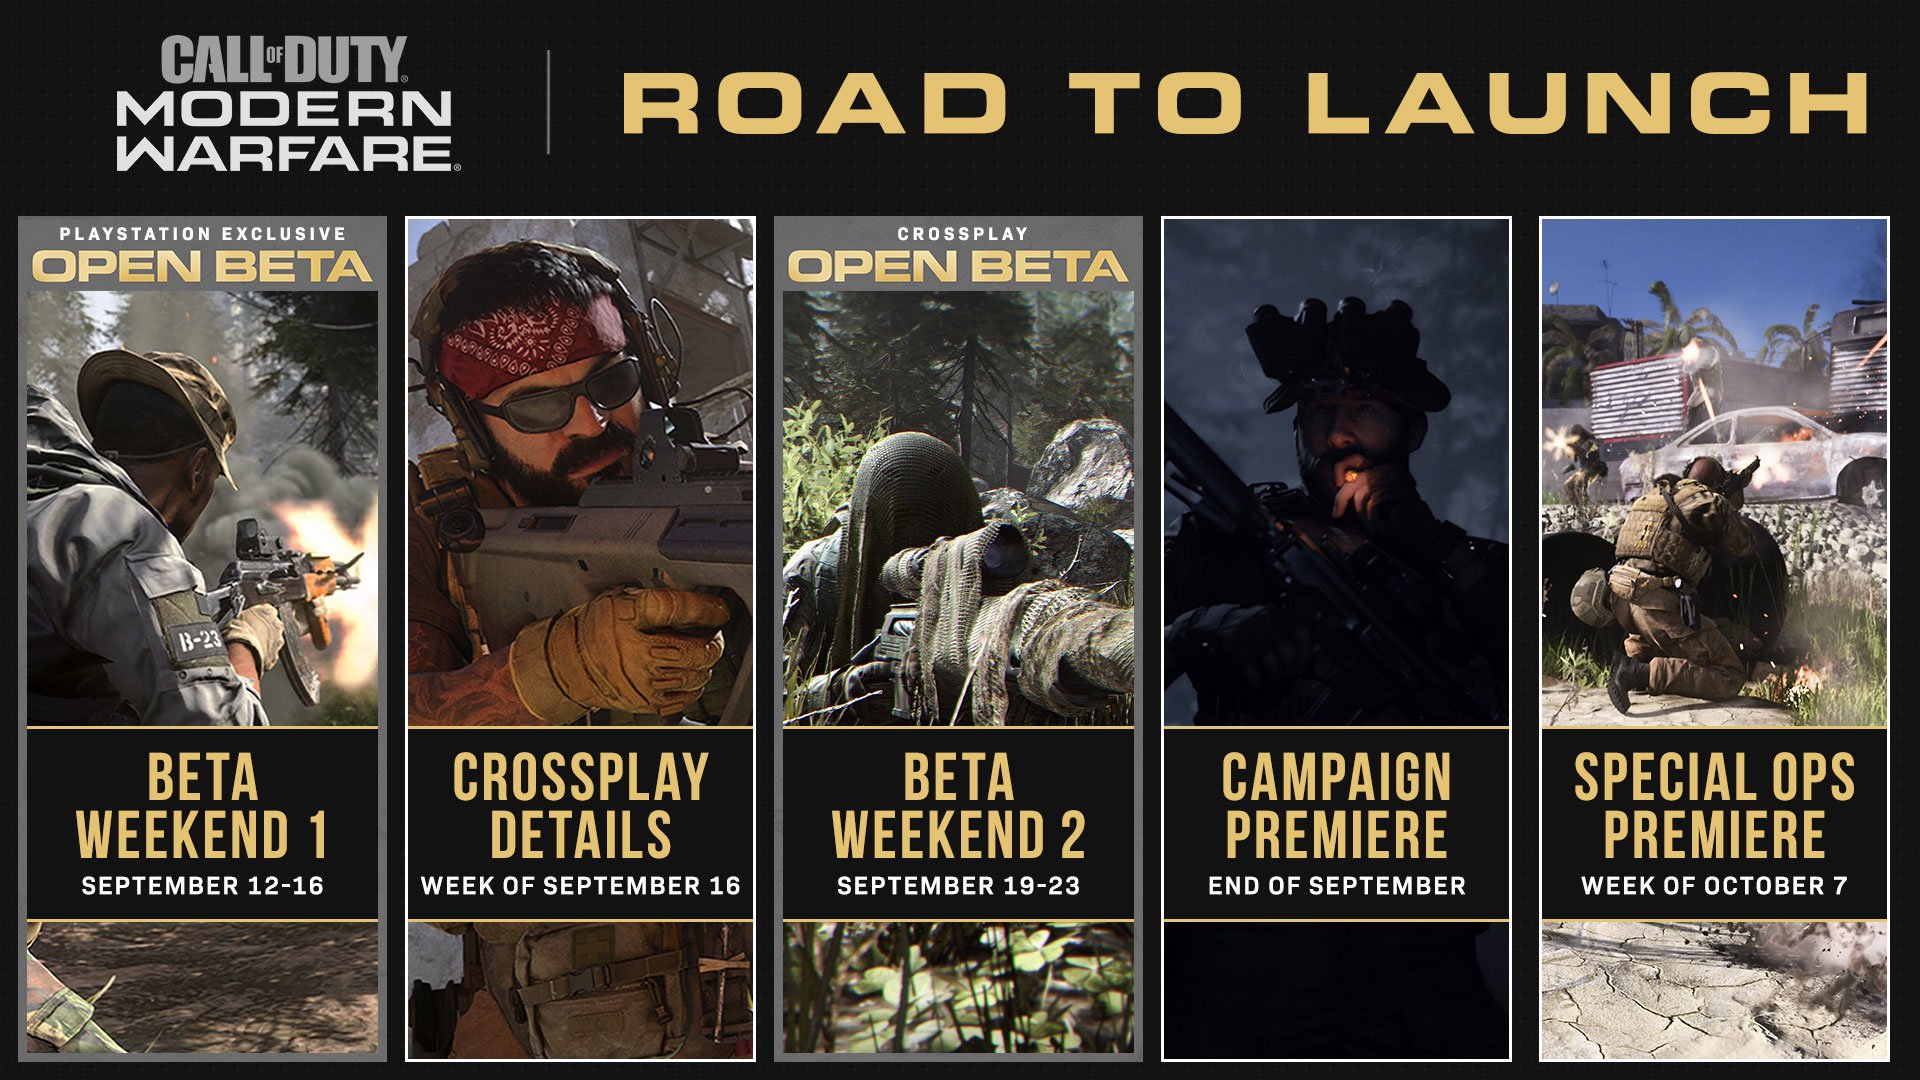 CALL OF DUTY®
MODERN
WARFARE®
ROAD TO LAUNCH
PLAYSTATION EXCLUSIVE
OPEN BETA
B-23
BETA
WEEKEND 1
SEPTEMBER 12-16
CROSSPLAY
DETAILS
WEEK OF SEPTEMBER 16
CROSSPLAY
OPEN BETA
BETA
WEEKEND 2
SEPTEMBER 19-23
CAMPAIGN
PREMIERE
END OF SEPTEMBER
SPECIAL OPS
PREMIERE
WEEK OF OCTOBER 7